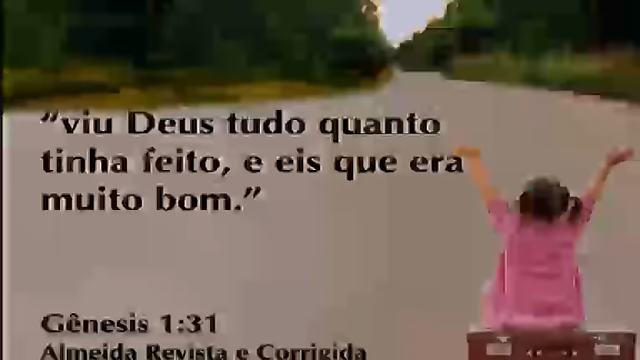 ”viu Deus tudo quanto
tinha feito, e eis que era
muito bom.”
Gênesis 1:31
Almeida Revista e Corrigida